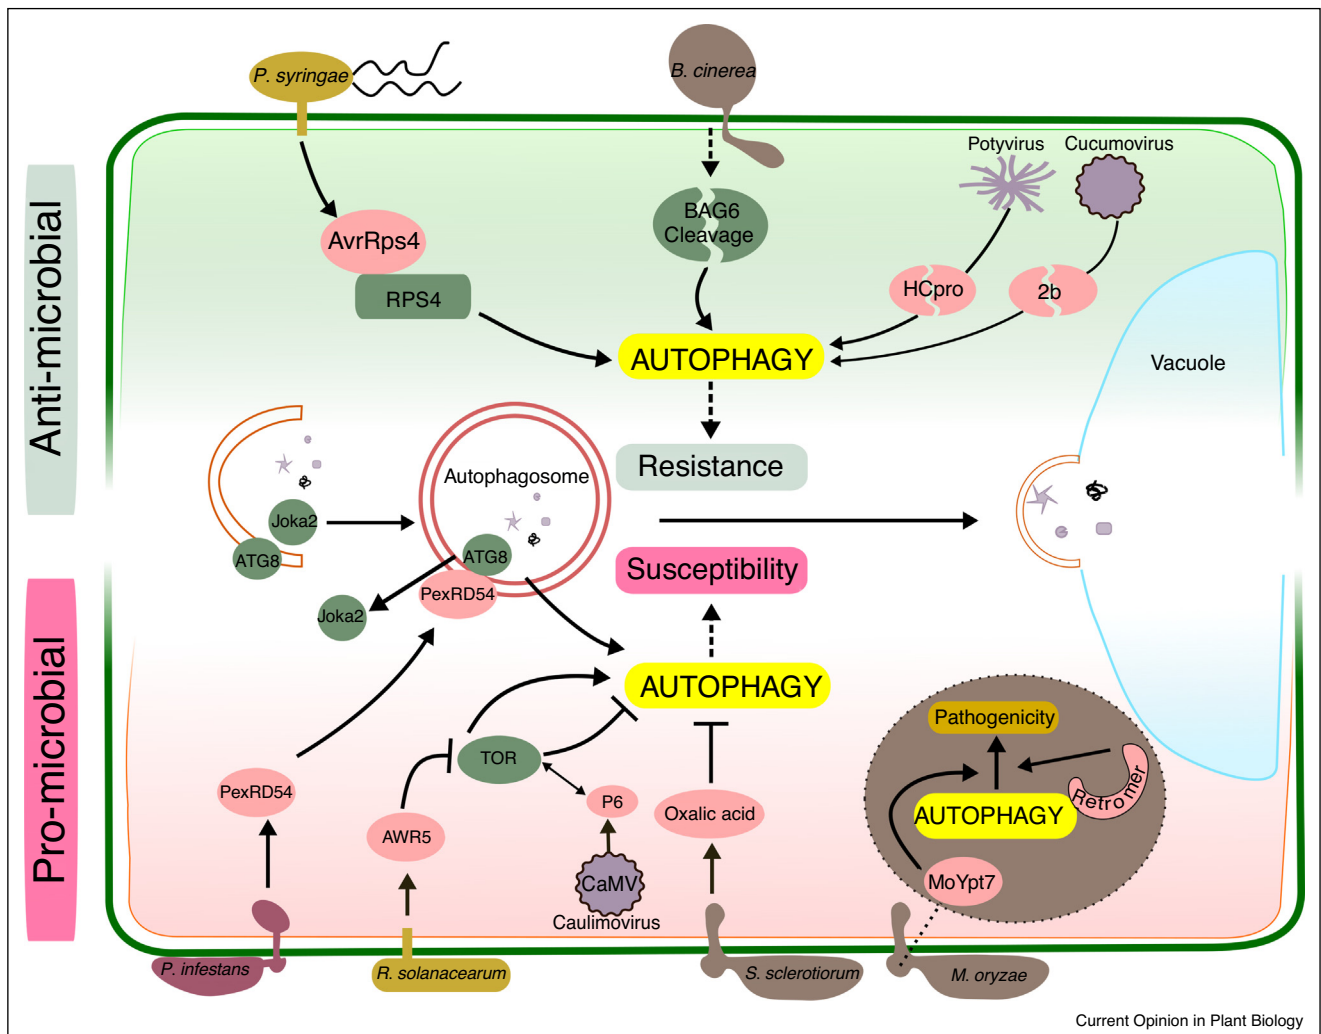 P. syringae
B. cinerea
Potyvirus
Cucumovirus
Anti-microbial
BAG6
Cleavage
AvrRps4
RPS4
HCpro
2b
AUTOPHAGY
Vacuole
Resistance
Autophagosome
Joka2
ATG8
ATG8
PexRD54
Joka2
Susceptibility
Pro-microbial
AUTOPHAGY
Pathogenicity
TOR
PexRD54
P6
Oxalic acid
AWR5
Retromer
AUTOPHAGY
CaMV
Caulimovirus
MoYpt7
P. infestans
R. solanacearum
S. sclerotiorum
M. oryzae
Current Opinion in Plant Biology